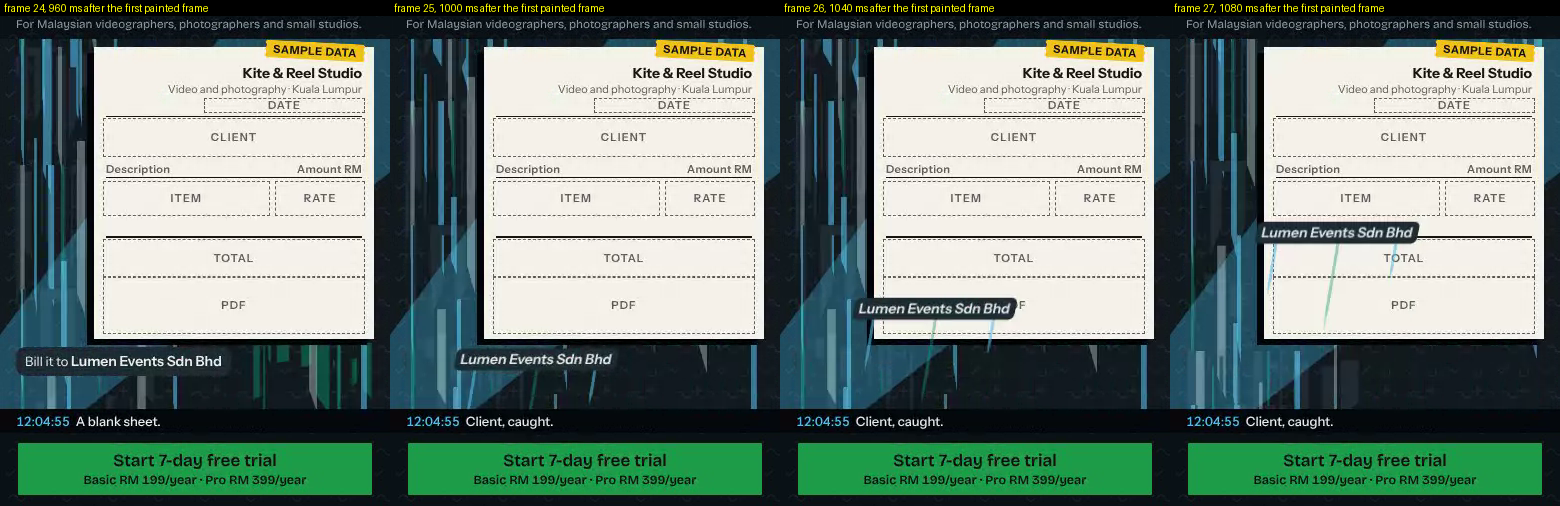 frame 24, 960 ms after the first painted frame
For Malaysian videographers, photographers and small studios.
SAMPLE DATA
Kite & Reel Studio
Video and photography · Kuala Lumpur
DATE
CLIENT
Description Amount RM
ITEM RATE
TOTAL
PDF
Bill it to Lumen Events Sdn Bhd
12:04:55 A blank sheet.
Start 7-day free trial
Basic RM 199/year · Pro RM 399/year
frame 25, 1000 ms after the first painted frame
For Malaysian videographers, photographers and small studios.
SAMPLE DATA
Kite & Reel Studio
Video and photography · Kuala Lumpur
DATE
CLIENT
Description Amount RM
ITEM RATE
TOTAL
PDF
Lumen Events Sdn Bhd
12:04:55 Client, caught.
Start 7-day free trial
Basic RM 199/year · Pro RM 399/year
frame 26, 1040 ms after the first painted frame
For Malaysian videographers, photographers and small studios.
SAMPLE DATA
Kite & Reel Studio
Video and photography · Kuala Lumpur
DATE
CLIENT
Description Amount RM
ITEM RATE
TOTAL
Lumen Events Sdn Bhd
12:04:55 Client, caught.
Start 7-day free trial
Basic RM 199/year · Pro RM 399/year
frame 27, 1080 ms after the first painted frame
For Malaysian videographers, photographers and small studios.
SAMPLE DATA
Kite & Reel Studio
Video and photography · Kuala Lumpur
DATE
CLIENT
Description Amount RM
ITEM RATE
Lumen Events Sdn Bhd
TOTAL
PDF
12:04:55 Client, caught.
Start 7-day free trial
Basic RM 199/year · Pro RM 399/year